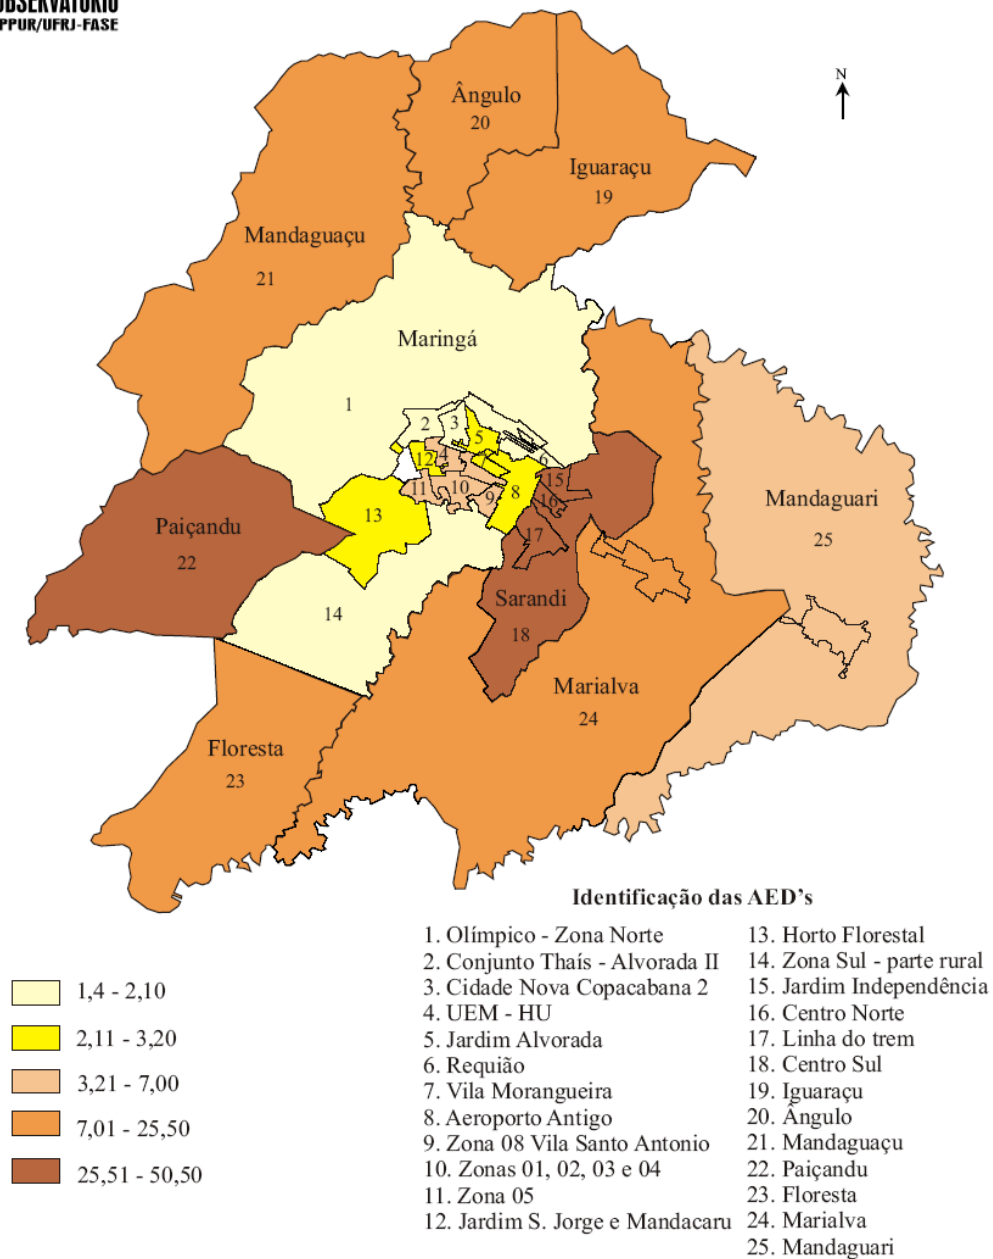 OBSERVATÓRIO
IPPUR/UFRJ-FASE
N
Ângulo
20
Iguaraçu
19
Mandaguaçu
21
Maringá
1
2
3
5
4
12
6
11
10
9
8
15
16
13
17
Paiçandu
22
Mandaguari
25
14
Sarandi
18
Marialva
24
Floresta
23
Identificação das AED’s
1. Olímpico - Zona Norte
2. Conjunto Thaís - Alvorada II
3. Cidade Nova Copacabana 2
4. UEM - HU
5. Jardim Alvorada
6. Requião
7. Vila Morangueira
8. Aeroporto Antigo
9. Zona 08 Vila Santo Antonio
10. Zonas 01, 02, 03 e 04
11. Zona 05
12. Jardim S. Jorge e Mandacaru
13. Horto Florestal
14. Zona Sul - parte rural
15. Jardim Independência
16. Centro Norte
17. Linha do trem
18. Centro Sul
19. Iguaraçu
20. Ângulo
21. Mandaguaçu
22. Paiçandu
23. Floresta
24. Marialva
25. Mandaguari
1,4 - 2,10
2,11 - 3,20
3,21 - 7,00
7,01 - 25,50
25,51 - 50,50